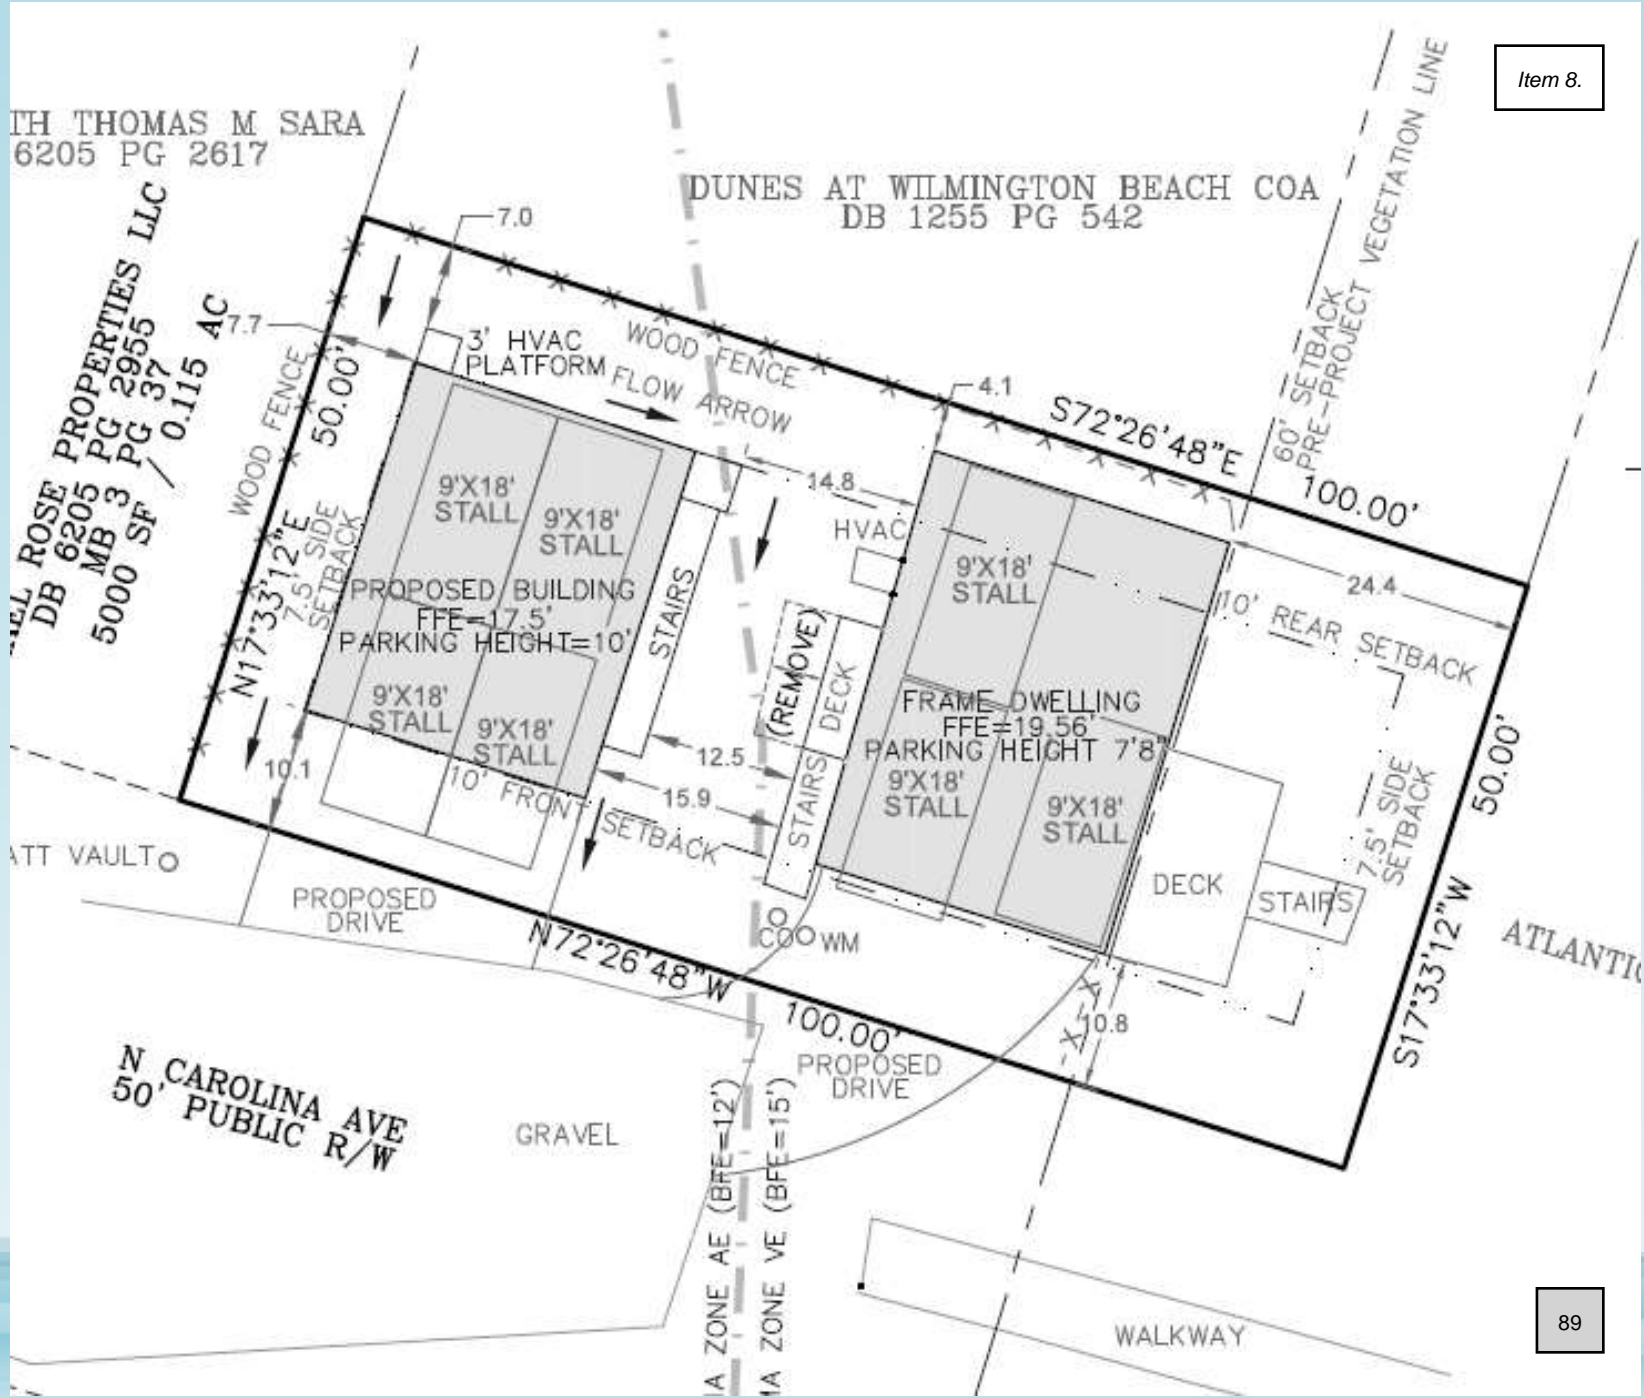 Item 8.
TH THOMAS M SARA
6205 PG 2617
DUNES AT WILMINGTON BEACH COA
DB 1255 PG 542
ROSE PROPERTIES LLC
DB 6205 PG 2955
MB 3 PG 37
5000 SF / 0.115 AC
60' SETBACK
PRE-PROJECT VEGETATION LINE
7.0
7.7
3' HVAC
PLATFORM
WOOD FENCE
FLOW ARROW
4.1
S72°26'48"E
100.00'
WOOD FENCE
50.00'
N17°33'12"E
7.5' SIDE
SETBACK
9'X18'
STALL
9'X18'
STALL
PROPOSED BUILDING
FFE=17.5'
PARKING HEIGHT=10'
9'X18'
STALL
9'X18'
STALL
STAIRS
14.8
HVAC
(REMOVE)
DECK
STAIRS
12.5
15.9
9'X18'
STALL
FRAME DWELLING
FFE=19.56'
PARKING HEIGHT 7'8"
9'X18'
STALL
9'X18'
STALL
24.4
10' REAR SETBACK
7.5' SIDE
SETBACK
50.00'
S17°33'12"W
DECK
STAIRS
10.1
10' FRONT
SETBACK
ATT VAULT
PROPOSED
DRIVE
CO
WM
N72°26'48"W
100.00'
10.8
PROPOSED
DRIVE
ATLANTIC
N CAROLINA AVE
50' PUBLIC R/W
GRAVEL
ZONE AE (BFE=12')
ZONE VE (BFE=15')
WALKWAY
89